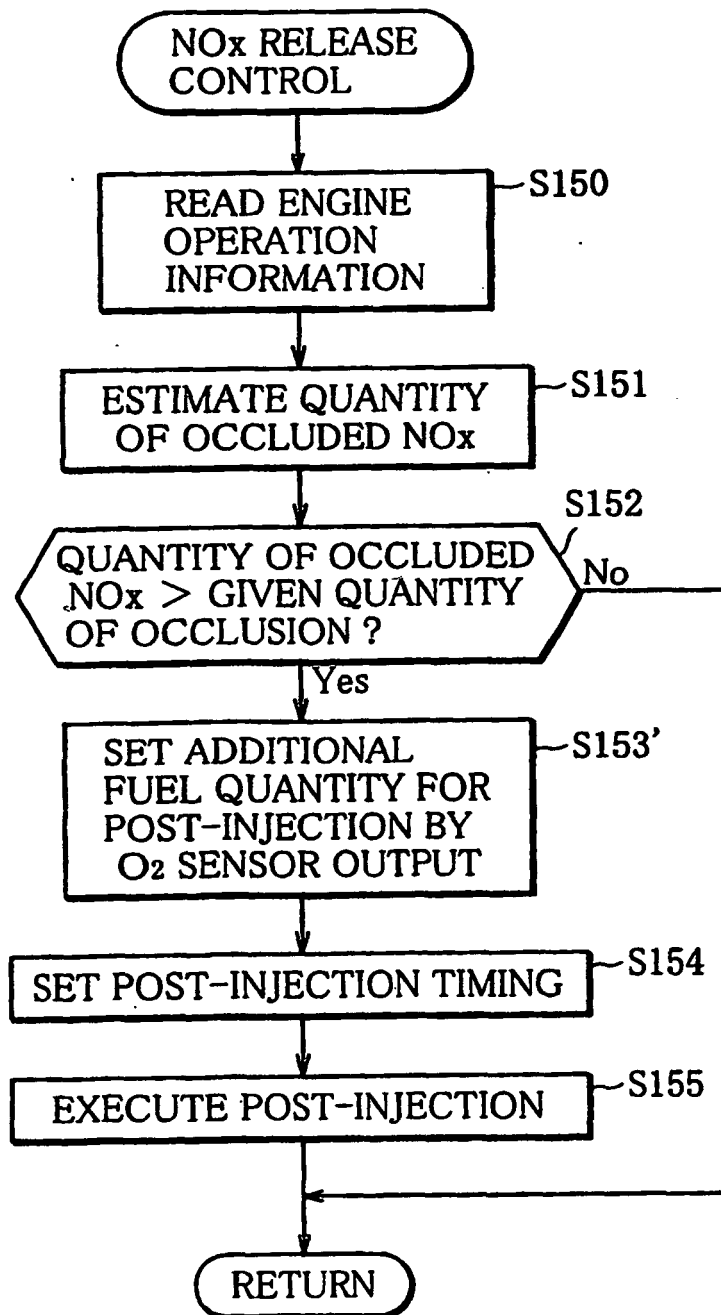 NOx RELEASE
CONTROL
READ ENGINE
OPERATION
INFORMATION
S150
ESTIMATE QUANTITY
OF OCCLUDED NOx
S151
S152
QUANTITY OF OCCLUDED
NOx > GIVEN QUANTITY
OF OCCLUSION ?
No
Yes
SET ADDITIONAL
FUEL QUANTITY FOR
POST-INJECTION BY
O2 SENSOR OUTPUT
S153'
SET POST-INJECTION TIMING
S154
EXECUTE POST-INJECTION
S155
RETURN